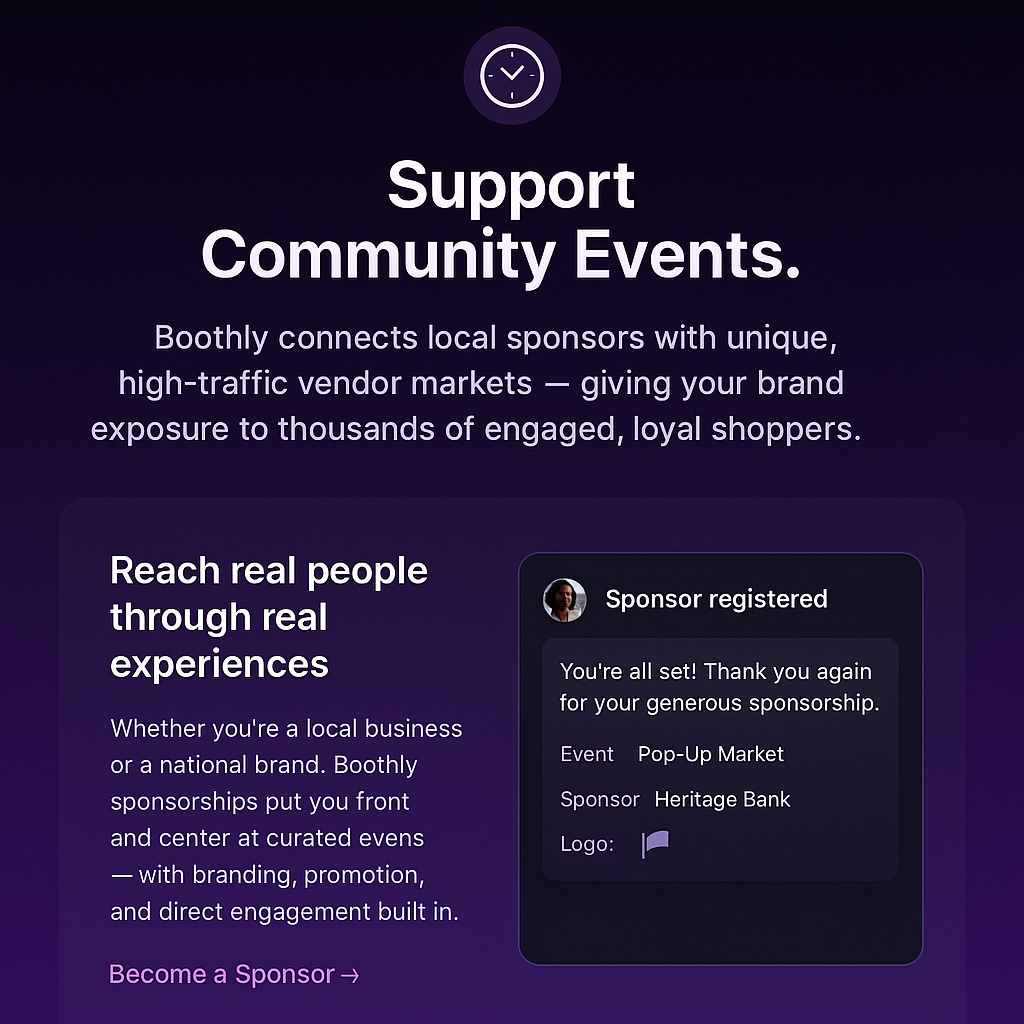 Support
Community Events.
Boothly connects local sponsors with unique,
high-traffic vendor markets — giving your brand
exposure to thousands of engaged, loyal shoppers.
Reach real people
through real
experiences
Whether you're a local business
or a national brand. Boothly
sponsorships put you front
and center at curated evens
— with branding, promotion,
and direct engagement built in.
Become a Sponsor →
Sponsor registered
You're all set! Thank you again
for your generous sponsorship.
Event Pop-Up Market
Sponsor Heritage Bank
Logo: